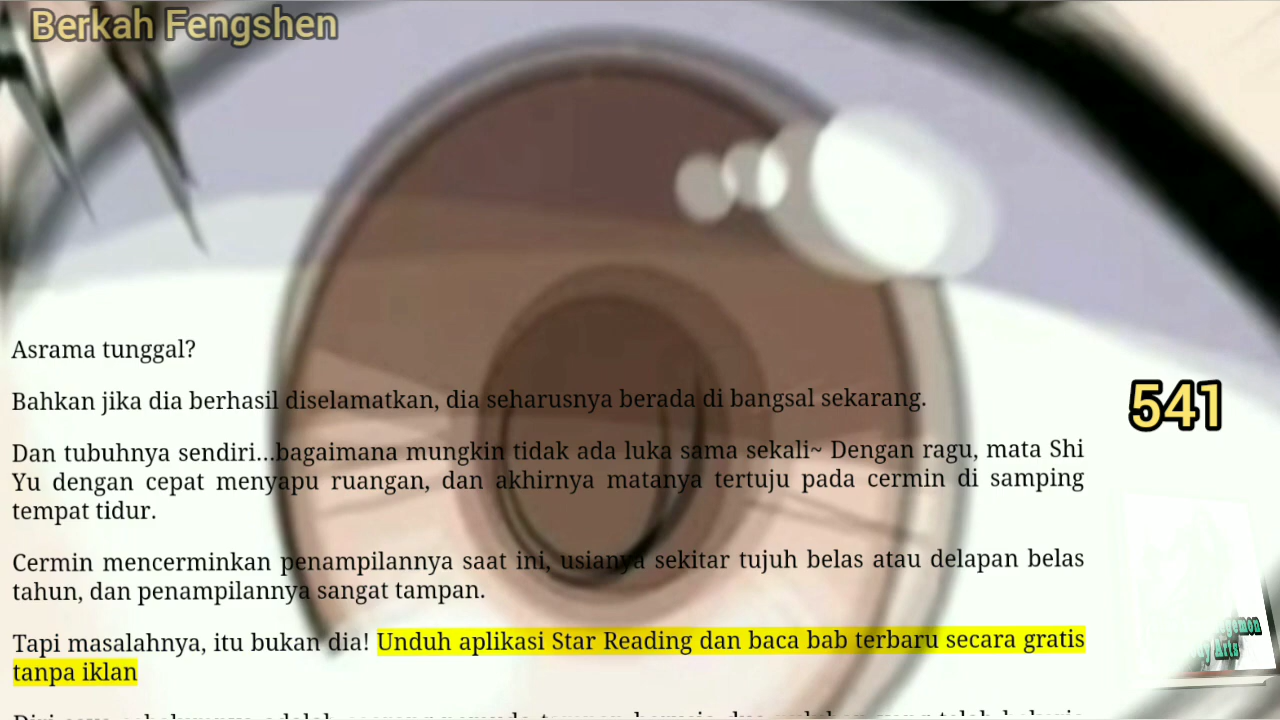 Berkah Fengshen
Asrama tunggal?
Bahkan jika dia berhasil diselamatkan, dia seharusnya berada di bangsal sekarang.
541
Dan tubuhnya sendiri...bagaimana mungkin tidak ada luka sama sekali~ Dengan ragu, mata Shi
Yu dengan cepat menyapu ruangan, dan akhirnya matanya tertuju pada cermin di samping
tempat tidur.
Cermin mencerminkan penampilannya saat ini, usianya sekitar tujuh belas atau delapan belas
tahun, dan penampilannya sangat tampan.
Tapi masalahnya, itu bukan dia! Unduh aplikasi Star Reading dan baca bab terbaru secara gratis
tanpa iklan
Arts